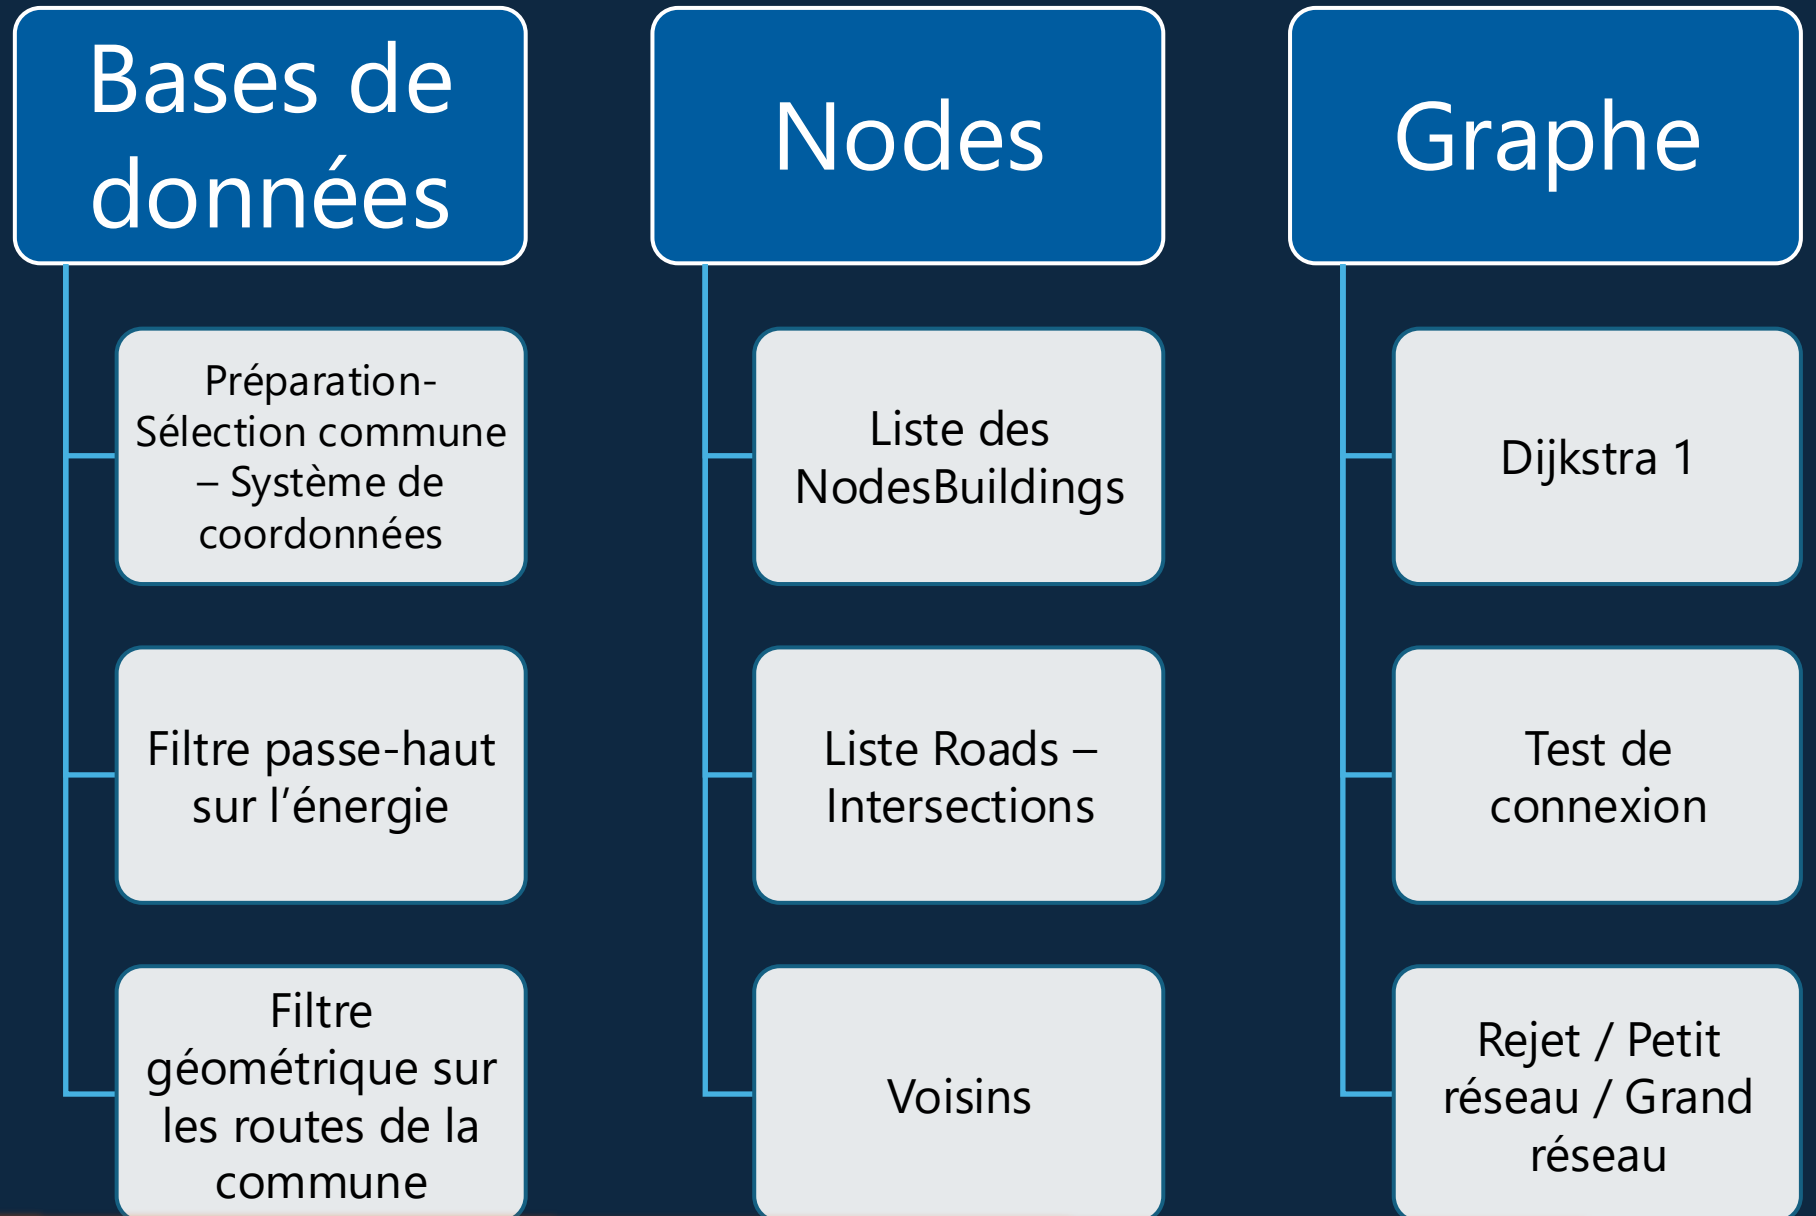 Bases de
données
Préparation-
Sélection commune
– Système de
coordonnées
Filtre passe-haut
sur l’énergie
Filtre
géométrique sur
les routes de la
commune
Nodes
Liste des
NodesBuildings
Liste Roads –
Intersections
Voisins
Graphe
Dijkstra 1
Test de
connexion
Rejet / Petit
réseau / Grand
réseau